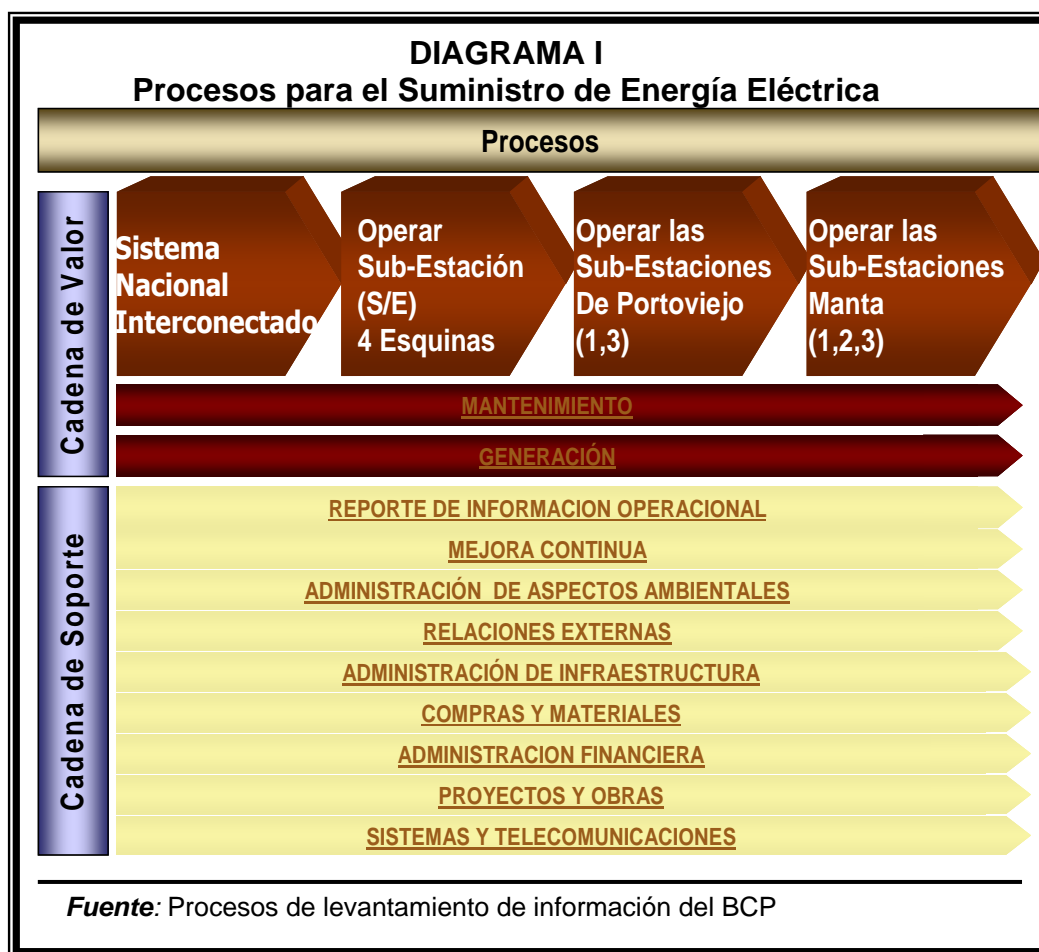 DIAGRAMA I
Procesos para el Suministro de Energía Eléctrica
Procesos
Cadena de Valor
Sistema
Nacional
Interconectado
Operar
Sub-Estación
(S/E)
4 Esquinas
Operar las
Sub-Estaciones
De Portoviejo
(1,3)
Operar las
Sub-Estaciones
Manta
(1,2,3)
MANTENIMIENTO
GENERACIÓN
Cadena de Soporte
REPORTE DE INFORMACION OPERACIONAL
MEJORA CONTINUA
ADMINISTRACIÓN DE ASPECTOS AMBIENTALES
RELACIONES EXTERNAS
ADMINISTRACIÓN DE INFRAESTRUCTURA
COMPRAS Y MATERIALES
ADMINISTRACION FINANCIERA
PROYECTOS Y OBRAS
SISTEMAS Y TELECOMUNICACIONES
Fuente: Procesos de levantamiento de información del BCP